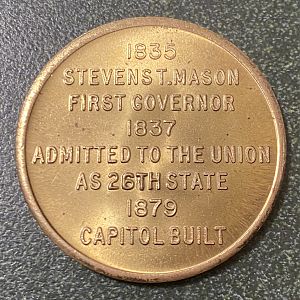 1835
STEVENS T. MASON
FIRST GOVERNOR
1837
ADMITTED TO THE UNION
AS 26TH STATE
1879
CAPITOL BUILT